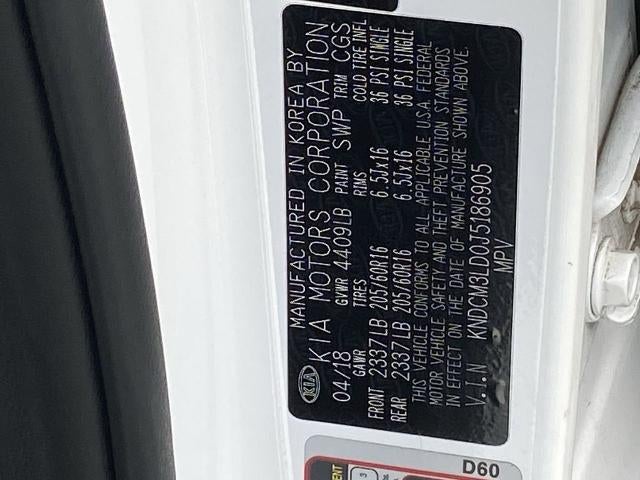 MANUFACTURED IN KOREA BY
KIA KIA MOTORS CORPORATION
04/18 GVWR 4409LB PAINT SWP TRIM CGS
GAWR TIRES RIMS COLD TIRE INFL
FRONT 2337LB 205/60R16 6.5Jx16 36 PSI SINGLE
REAR 2337LB 205/60R16 6.5Jx16 36 PSI SINGLE
THIS VEHICLE CONFORMS TO ALL APPLICABLE U.S.A. FEDERAL
MOTOR VEHICLE SAFETY AND THEFT PREVENTION STANDARDS
IN EFFECT ON THE DATE OF MANUFACTURE SHOWN ABOVE.
V.I.N KNDCM3LD0J5186905
MPV
D60